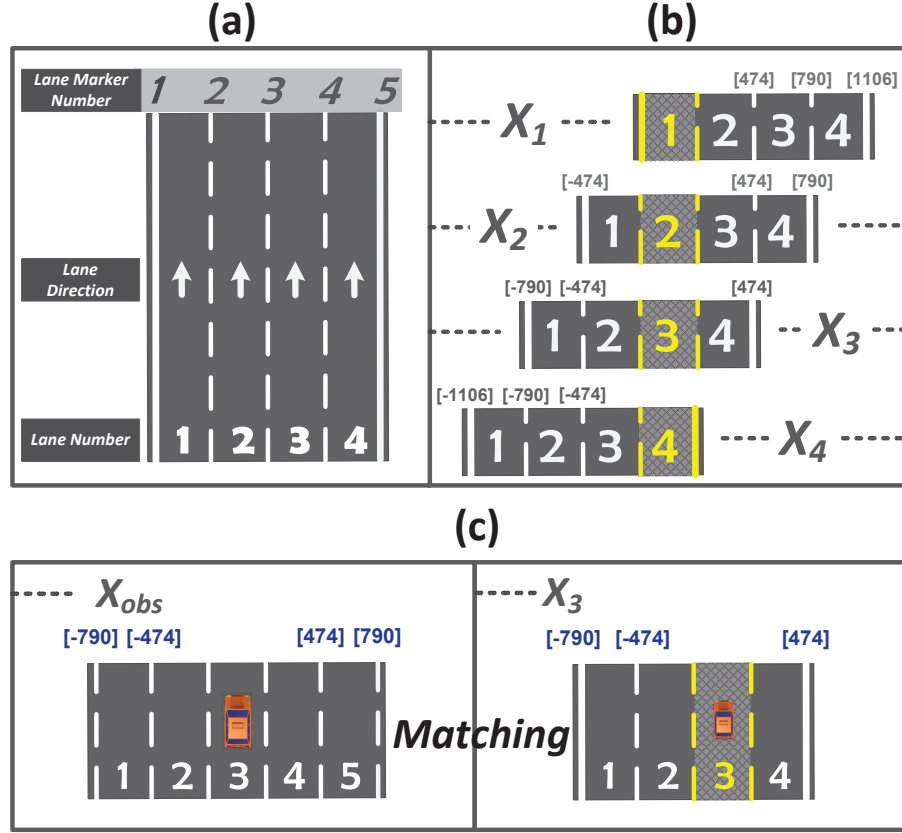 (a)
Lane Marker Number
1 2 3 4 5
Lane Direction
Lane Number
1 2 3 4
(b)
[474] [790] [1106]
X1
1 2 3 4
[-474] [474] [790]
X2
1 2 3 4
[-790] [-474] [474]
1 2 3 4
X3
[-1106] [-790] [-474]
1 2 3 4
X4
(c)
Xobs
[-790] [-474] [474] [790]
1 2 3 4 5
Matching
X3
[-790] [-474] [474]
1 2 3 4